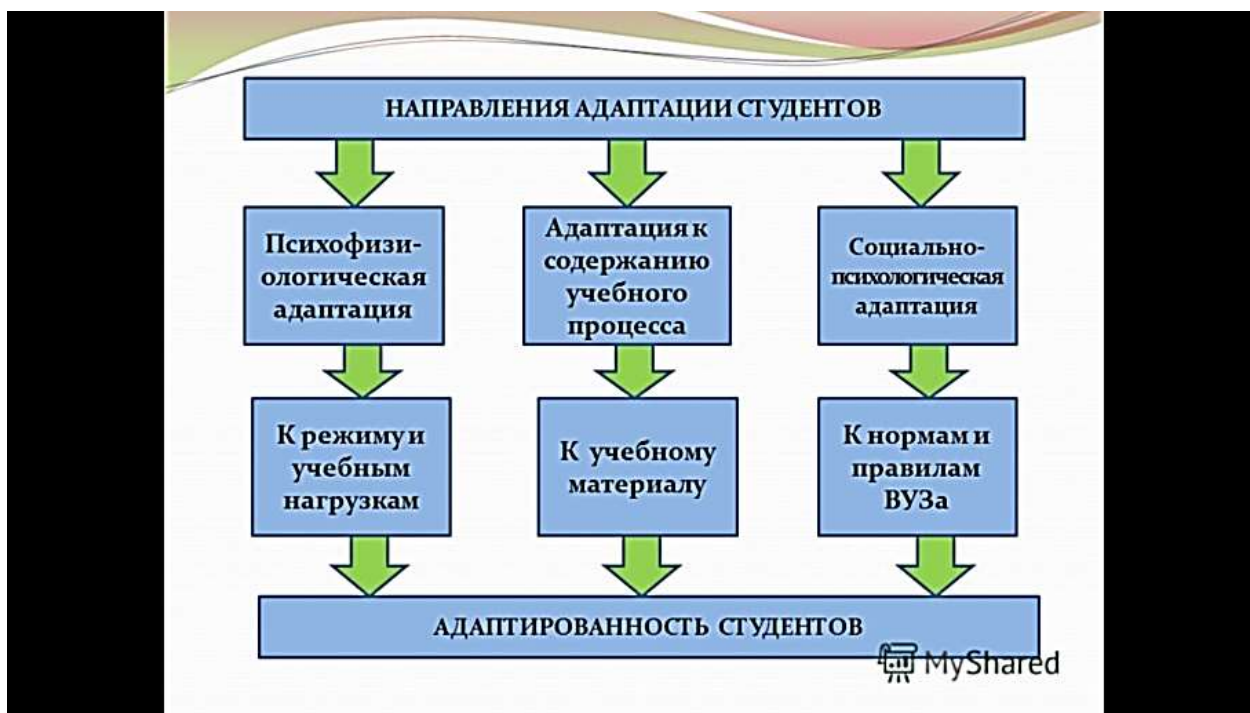 НАПРАВЛЕНИЯ АДАПТАЦИИ СТУДЕНТОВ
Психофизи-
ологическая
адаптация
Адаптация к
содержанию
учебного
процесса
Социально-
психологическая
адаптация
К режиму и
учебным
нагрузкам
К учебному
материалу
К нормам и
правилам
ВУЗа
АДАПТИРОВАННОСТЬ СТУДЕНТОВ
MyShared